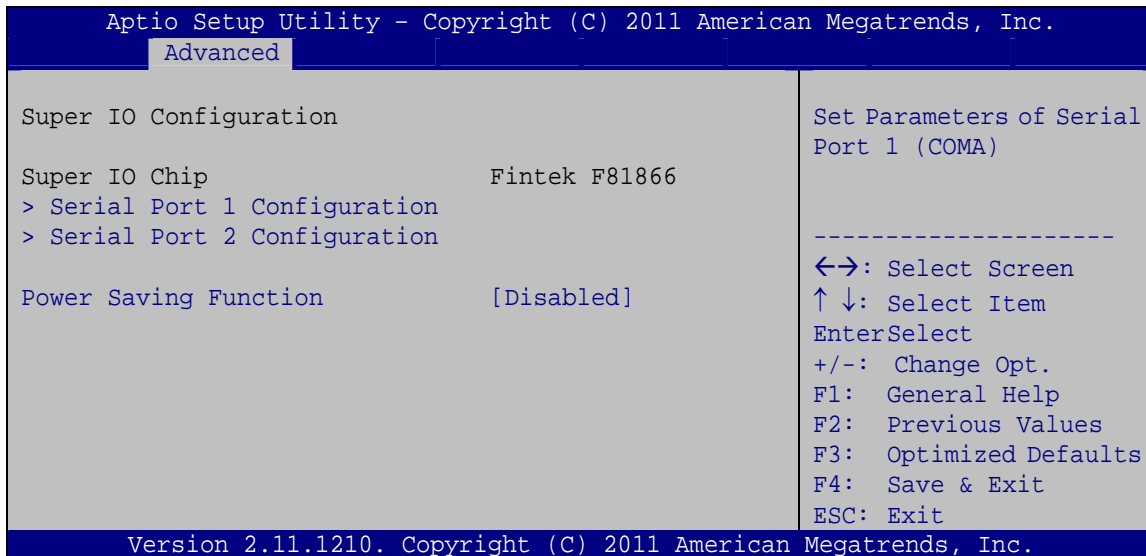 Aptio Setup Utility – Copyright (C) 2011 American Megatrends, Inc.
Advanced
Super IO Configuration
Super IO Chip Fintek F81866
> Serial Port 1 Configuration
> Serial Port 2 Configuration
Power Saving Function [Disabled]
Set Parameters of Serial
Port 1 (COMA)
---------------------
←→: Select Screen
↑ ↓: Select Item
EnterSelect
+/-: Change Opt.
F1: General Help
F2: Previous Values
F3: Optimized Defaults
F4: Save & Exit
ESC: Exit
Version 2.11.1210. Copyright (C) 2011 American Megatrends, Inc.